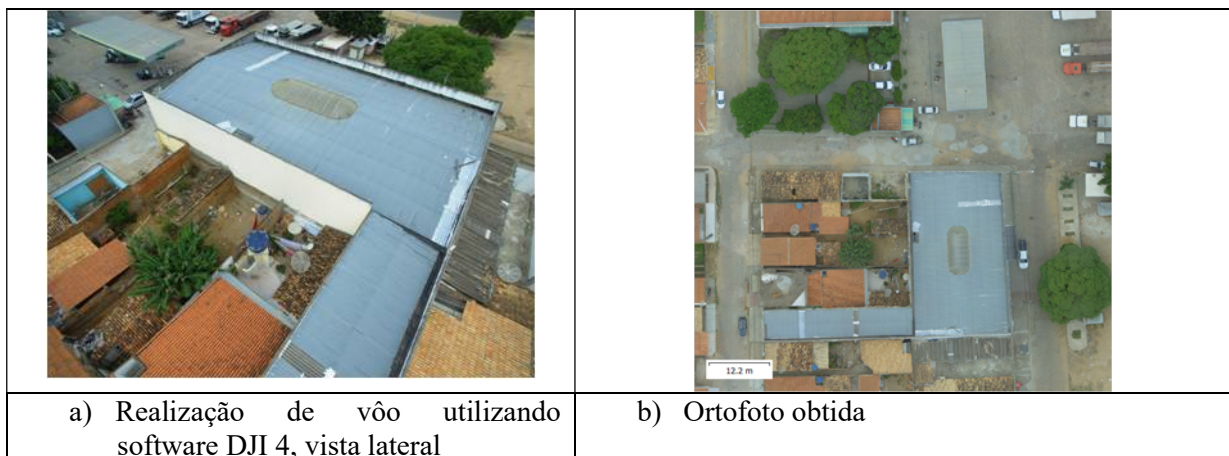 12.2 m
a) Realização de vôo utilizando
software DJI 4, vista lateral
b) Ortofoto obtida